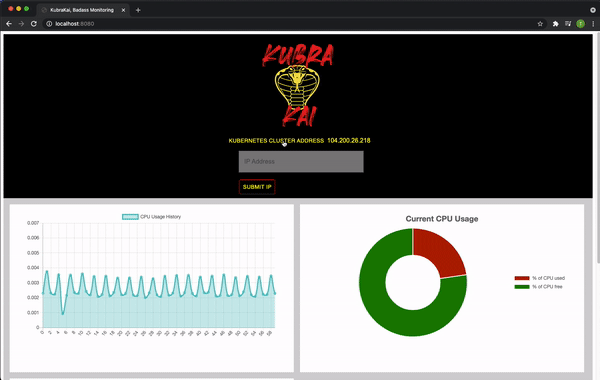 KubraKai, Badass Monitoring
localhost:8080
T
KUBRA
KAI
KUBERNETES CLUSTER ADDRESS 104.200.26.218
IP Address
SUBMIT IP
CPU Usage History
0.007
0.006
0.005
0.004
0.003
0.002
0.001
0
0 2 4 6 8 10 12 14 16 18 20 22 24 26 28 30 32 34 36 38 40 42 44 46 48 50 52 54 56 58
Current CPU Usage
% of CPU used
% of CPU free